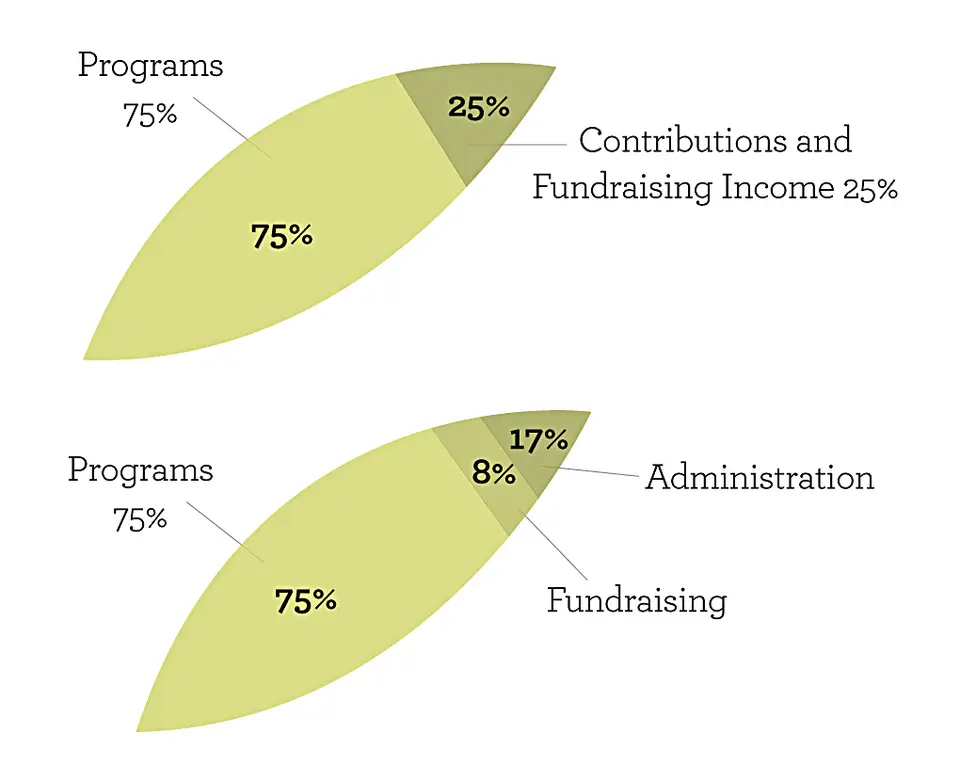 Programs
75%
25%
Contributions and
Fundraising Income 25%
75%
Programs
75%
17%
8%
Administration
75%
Fundraising